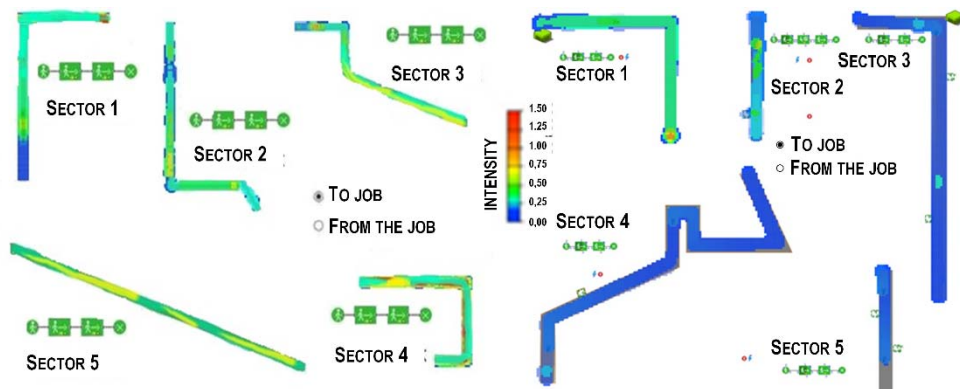 SECTOR 1
SECTOR 2
SECTOR 3
TO JOB
FROM THE JOB
SECTOR 5
SECTOR 4
SECTOR 1
SECTOR 2
SECTOR 3
INTENSITY
1.50
1.00
0,75
0,50
0,25
0,00
TO JOB
FROM THE JOB
SECTOR 4
SECTOR 5